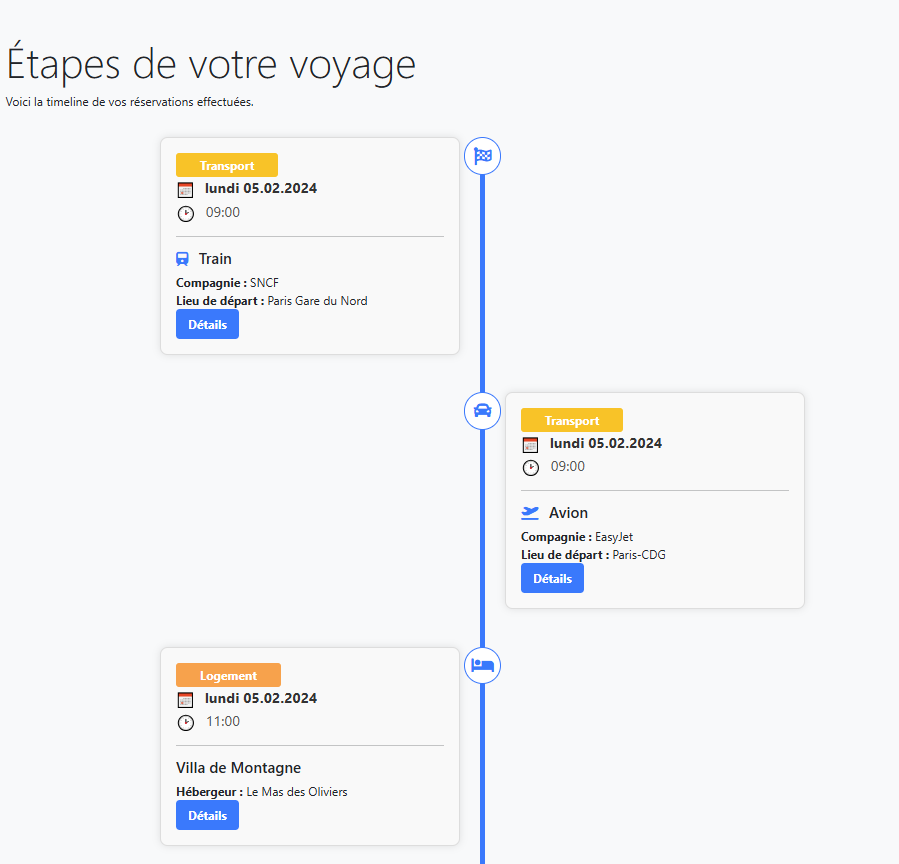 Étapes de votre voyage
Voici la timeline de vos réservations effectuées.
Transport
lundi 05.02.2024
09:00
Train
Compagnie : SNCF
Lieu de départ : Paris Gare du Nord
Détails
Transport
lundi 05.02.2024
09:00
Avion
Compagnie : EasyJet
Lieu de départ : Paris-CDG
Détails
Logement
lundi 05.02.2024
11:00
Villa de Montagne
Hébergeur : Le Mas des Oliviers
Détails